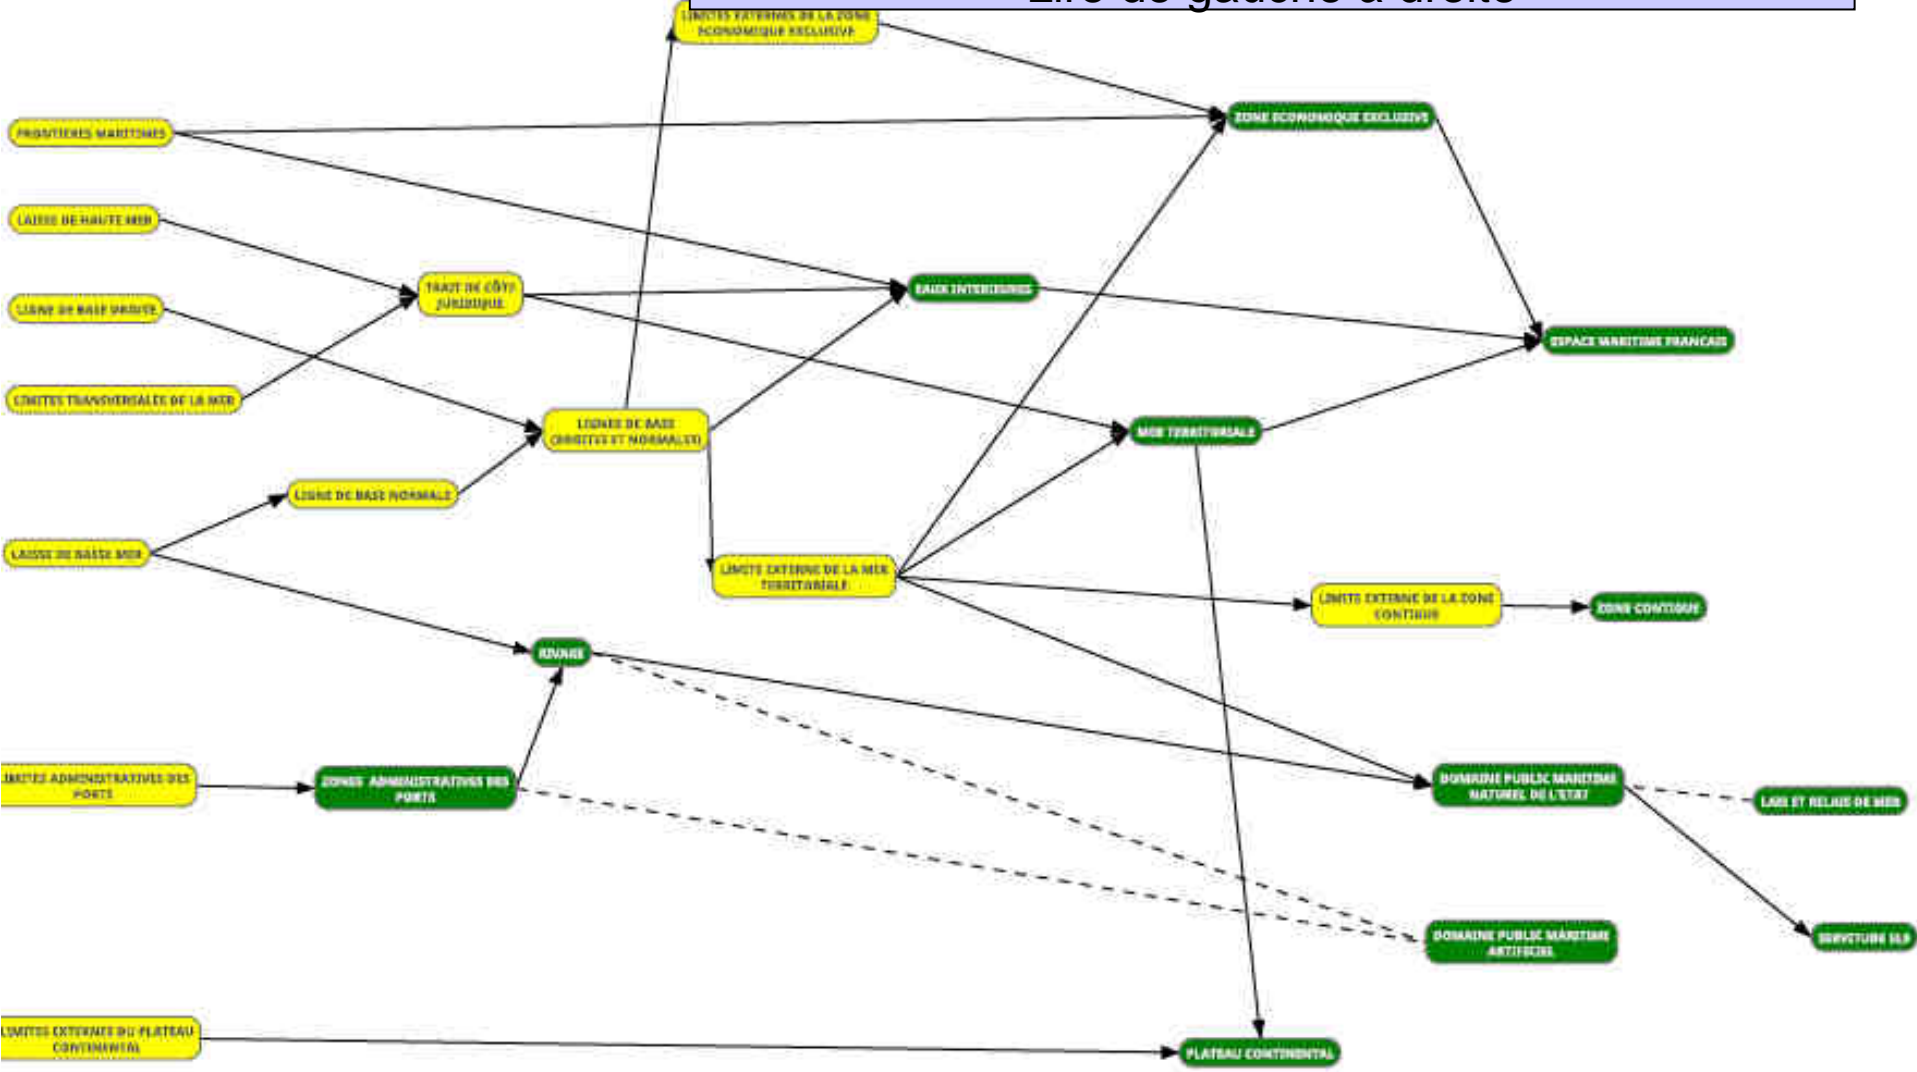 Lire de gauche à droite
LIMITES EXTERNES DE LA ZONE
ECONOMIQUE EXCLUSIVE
ZONE ECONOMIQUE EXCLUSIVE
FRONTIERES MARITIMES
LAISSE DE HAUTE MER
TRAIT DE CÔTE
JURIDIQUE
EAUX INTERIEURES
LIGNE DE BASE DROITE
ESPACE MARITIME FRANCAIS
LIMITES TRANSVERSALES DE LA MER
LIGNES DE BASE
(DROITES ET NORMALES)
MER TERRITORIALE
LIGNE DE BASE NORMALE
LAISSE DE BASSE MER
LIMITE EXTERNE DE LA MER
TERRITORIALE
LIMITE EXTERNE DE LA ZONE
CONTIGUE
ZONE CONTIGUE
RIVAGE
LIMITES ADMINISTRATIVES DES
PORTS
ZONES ADMINISTRATIVES DES
PORTS
DOMAINE PUBLIC MARITIME
NATUREL DE L'ETAT
LAIS ET RELAIS DE MER
DOMAINE PUBLIC MARITIME
ARTIFICIEL
SERVITUDE
LIMITES EXTERNES DU PLATEAU
CONTINENTAL
PLATEAU CONTINENTAL